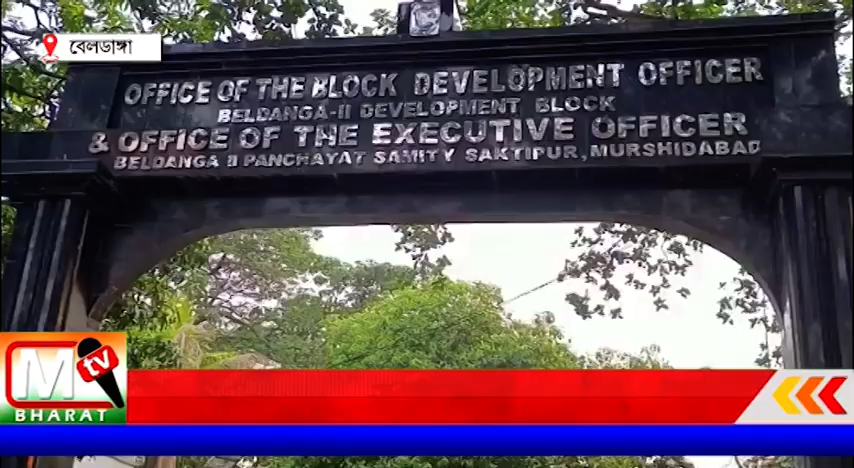 বেলডাঙ্গা
OFFICE OF THE BLOCK DEVELOPMENT OFFICER
BELDANGA-II DEVELOPMENT BLOCK
& OFFICE OF THE EXECUTIVE OFFICER
BELDANGA II PANCHAYAT SAMITY SAKTIPUR, MURSHIDABAD
M tv
BHARAT